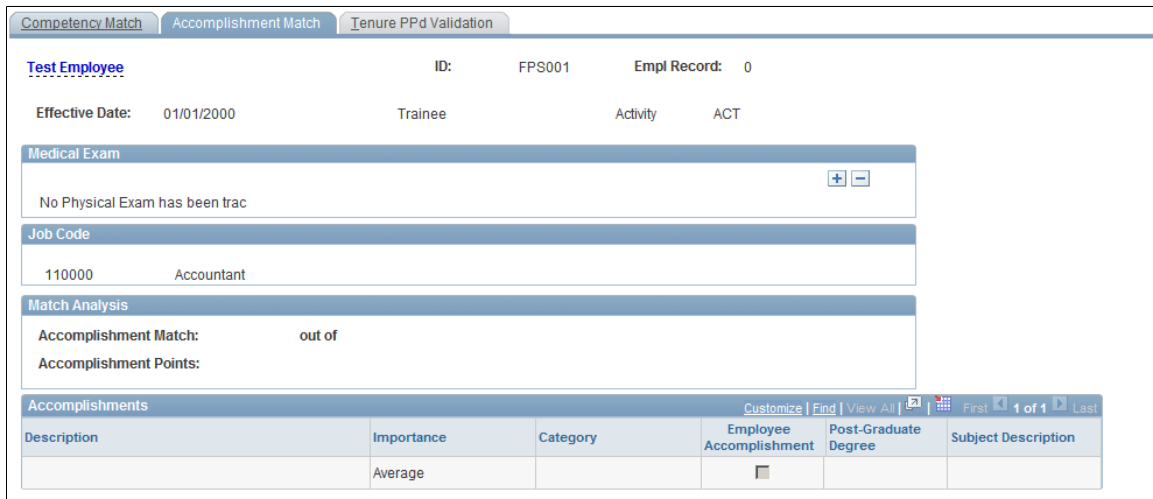 Competency Match Accomplishment Match Tenure PPd Validation
Test Employee ID: FPS001 Empl Record: 0
Effective Date: 01/01/2000 Trainee Activity ACT
Medical Exam
No Physical Exam has been trac
Job Code
110000 Accountant
Match Analysis
Accomplishment Match: out of
Accomplishment Points:
Accomplishments Customize | Find | View All | | First 1 of 1 Last
Description Importance Category Employee Accomplishment Post-Graduate Degree Subject Description
Average